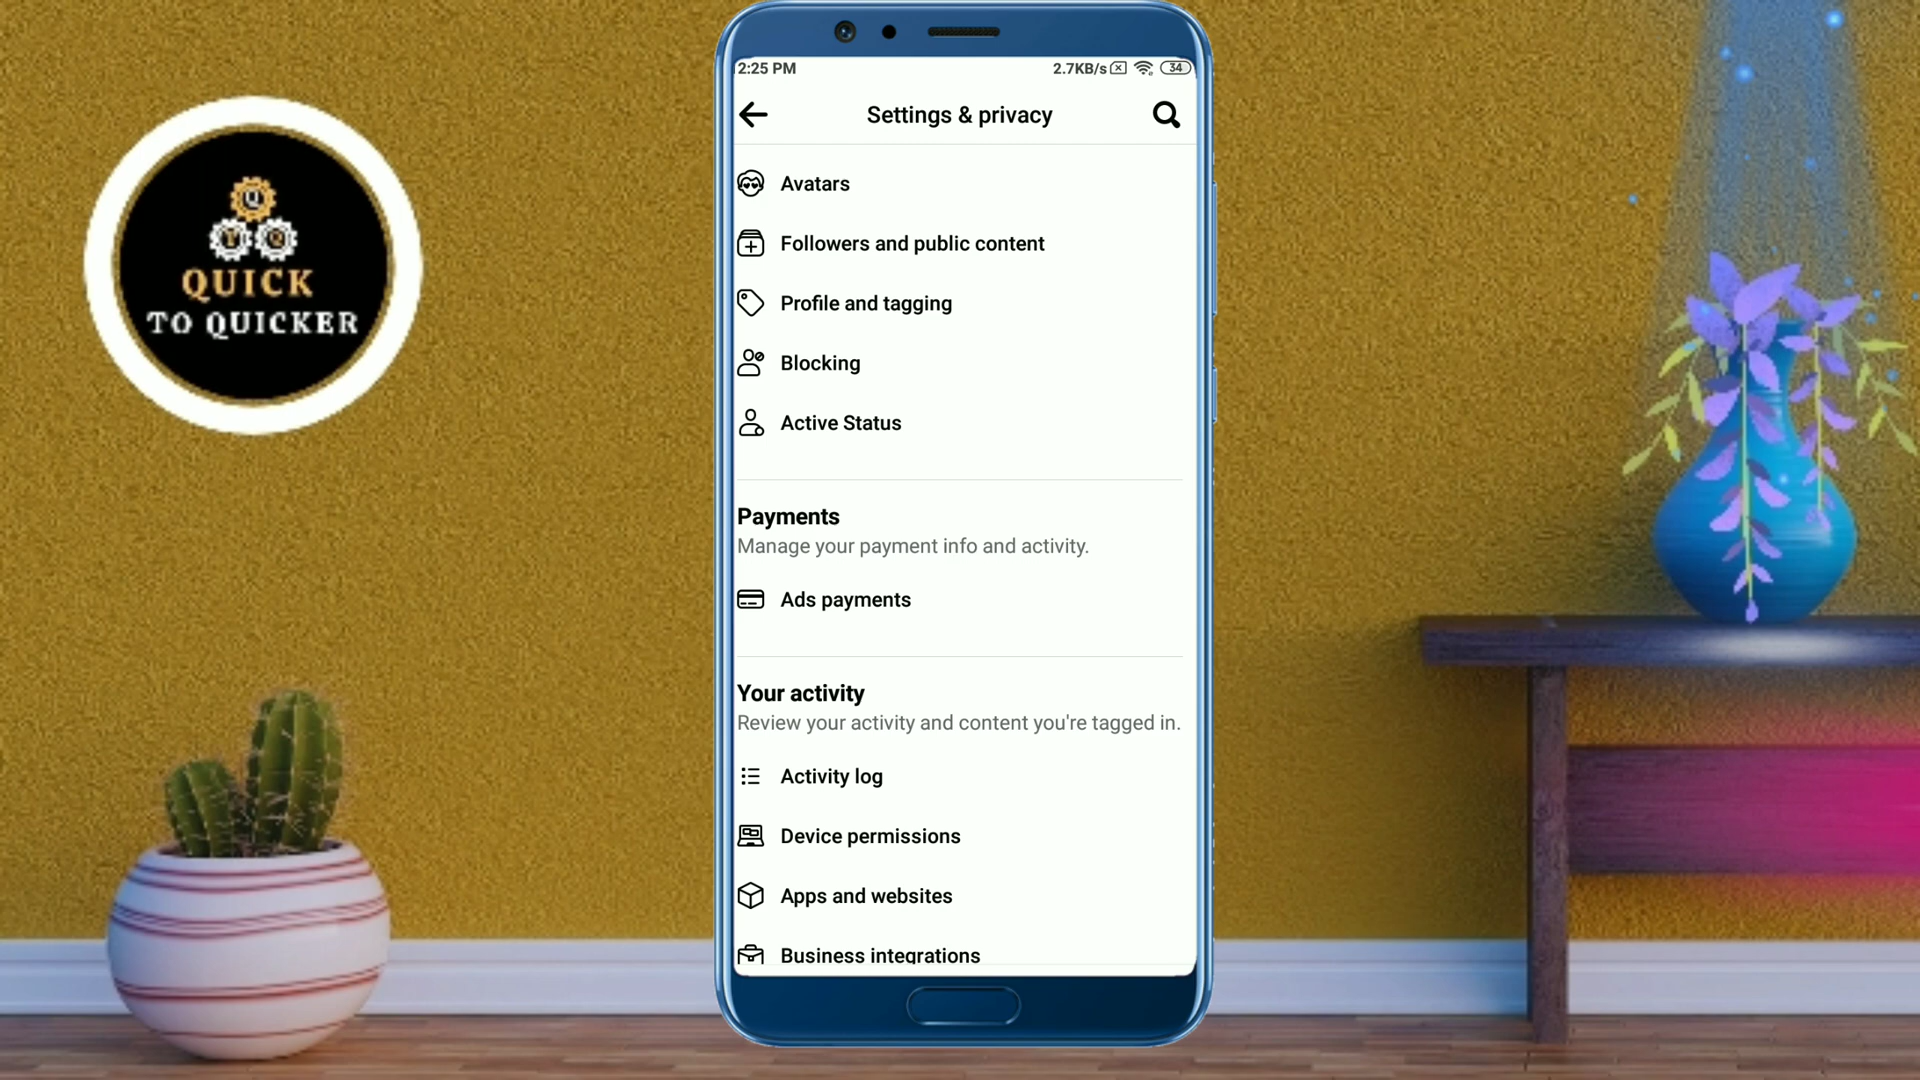 Q
Y Q
QUICK
TO QUICKER
2:25 PM
2.7KB/s
34
Settings & privacy
Avatars
Followers and public content
Profile and tagging
Blocking
Active Status
Payments
Manage your payment info and activity.
Ads payments
Your activity
Review your activity and content you're tagged in.
Activity log
Device permissions
Apps and websites
Business integrations